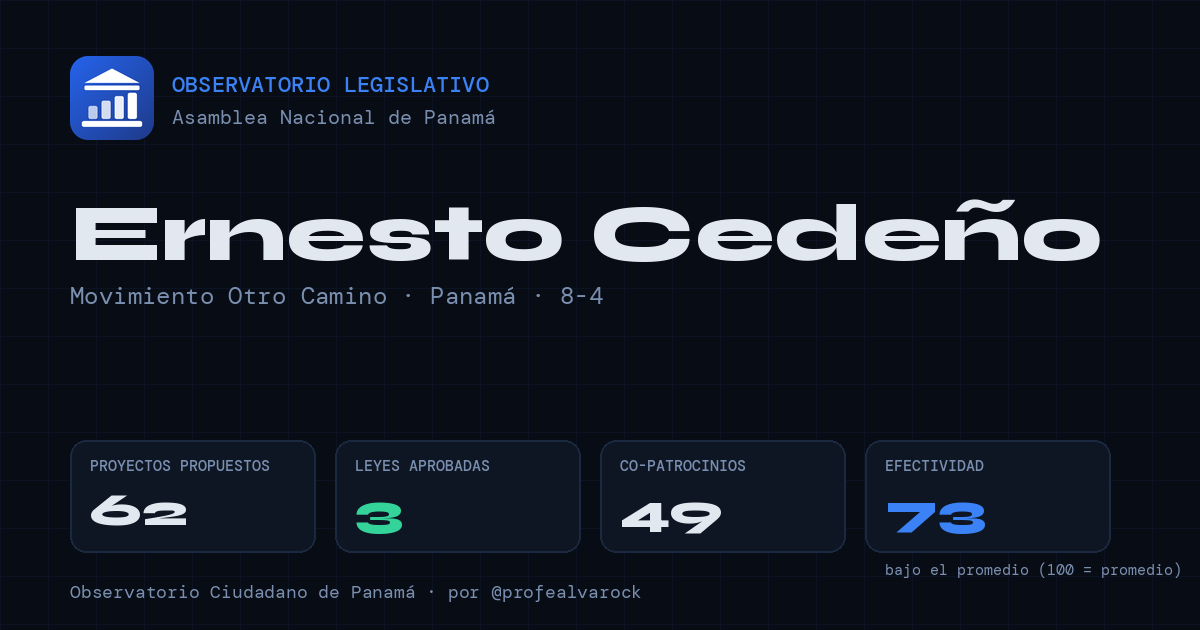 OBSERVATORIO LEGISLATIVO
Asamblea Nacional de Panamá
Ernesto Cedeño
Movimiento Otro Camino · Panamá · 8-4
PROYECTOS PROPUESTOS
62
LEYES APROBADAS
3
CO-PATROCINIOS
49
EFECTIVIDAD
73
bajo el promedio (100 = promedio)
Observatorio Ciudadano de Panamá · por @profealvarock